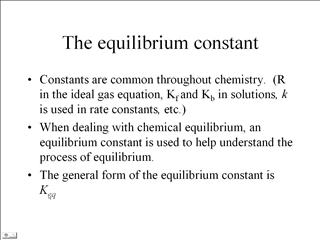 The equilibrium constant
• Constants are common throughout chemistry. (R
in the ideal gas equation, Kf and Kb in solutions, k
is used in rate constants, etc.)
• When dealing with chemical equilibrium, an
equilibrium constant is used to help understand the
process of equilibrium.
• The general form of the equilibrium constant is
K